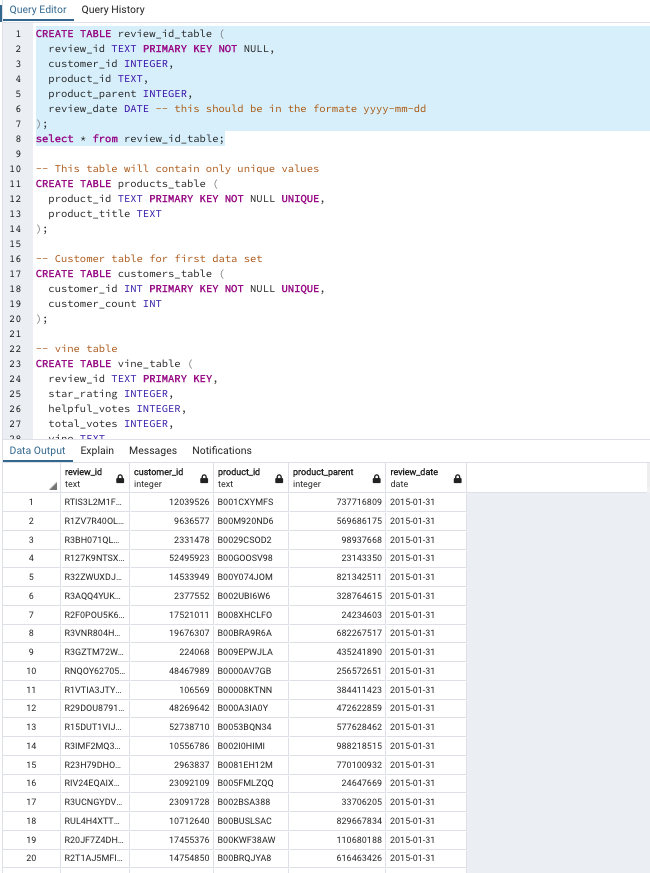 Query Editor Query History
1 CREATE TABLE review_id_table (
2 review_id TEXT PRIMARY KEY NOT NULL,
3 customer_id INTEGER,
4 product_id TEXT,
5 product_parent INTEGER,
6 review_date DATE -- this should be in the formate yyyy-mm-dd
7 );
8 select * from review_id_table;
9
10 -- This table will contain only unique values
11 CREATE TABLE products_table (
12 product_id TEXT PRIMARY KEY NOT NULL UNIQUE,
13 product_title TEXT
14 );
15
16 -- Customer table for first data set
17 CREATE TABLE customers_table (
18 customer_id INT PRIMARY KEY NOT NULL UNIQUE,
19 customer_count INT
20 );
21
22 -- vine table
23 CREATE TABLE vine_table (
24 review_id TEXT PRIMARY KEY,
25 star_rating INTEGER,
26 helpful_votes INTEGER,
27 total_votes INTEGER,
28 vine TEXT
Data Output Explain Messages Notifications
review_id customer_id product_id product_parent review_date
text integer text integer date
1 RTIS3L2M1F... 12039526 B001CXYMFS 737716809 2015-01-31
2 R1ZV7R40OL... 9636577 B00M920ND6 569686175 2015-01-31
3 R3BH071QL... 2331478 B0029CSOD2 98937668 2015-01-31
4 R127K9NTSX... 52495923 B00GOOSV98 23143350 2015-01-31
5 R32ZWUXDJ... 14533949 B00Y074JOM 821342511 2015-01-31
6 R3AQQ4YUK... 2377552 B002UBI6W6 328764615 2015-01-31
7 R2F0POU5K6... 17521011 B008XHCLFO 24234603 2015-01-31
8 R3VNR804H... 19676307 B00BRA9R6A 682267517 2015-01-31
9 R3GZTM72W... 224068 B009EPWJLA 435241890 2015-01-31
10 RNQOY62705... 48467989 B0000AV7GB 256572651 2015-01-31
11 R1VTIA3JTY... 106569 B00008KTNN 384411423 2015-01-31
12 R29DOU8791... 48269642 B000A3IA0Y 472622859 2015-01-31
13 R15DUT1VIJ... 52738710 B0053BQN34 577628462 2015-01-31
14 R3IMF2MQ3... 10556786 B002I0HIMI 988218515 2015-01-31
15 R23H79DHO... 2963837 B0081EH12M 770100932 2015-01-31
16 RIV24EQAIX... 23092109 B005FMLZQQ 24647669 2015-01-31
17 R3UCNGYDV... 23091728 B002BSA388 33706205 2015-01-31
18 RUL4H4XTT... 10712640 B00BUSLSAC 829667834 2015-01-31
19 R20JF7Z4DH... 17455376 B00KWF38AW 110680188 2015-01-31
20 R2T1AJ5MFI... 14754850 B00BRQJYA8 616463426 2015-01-31